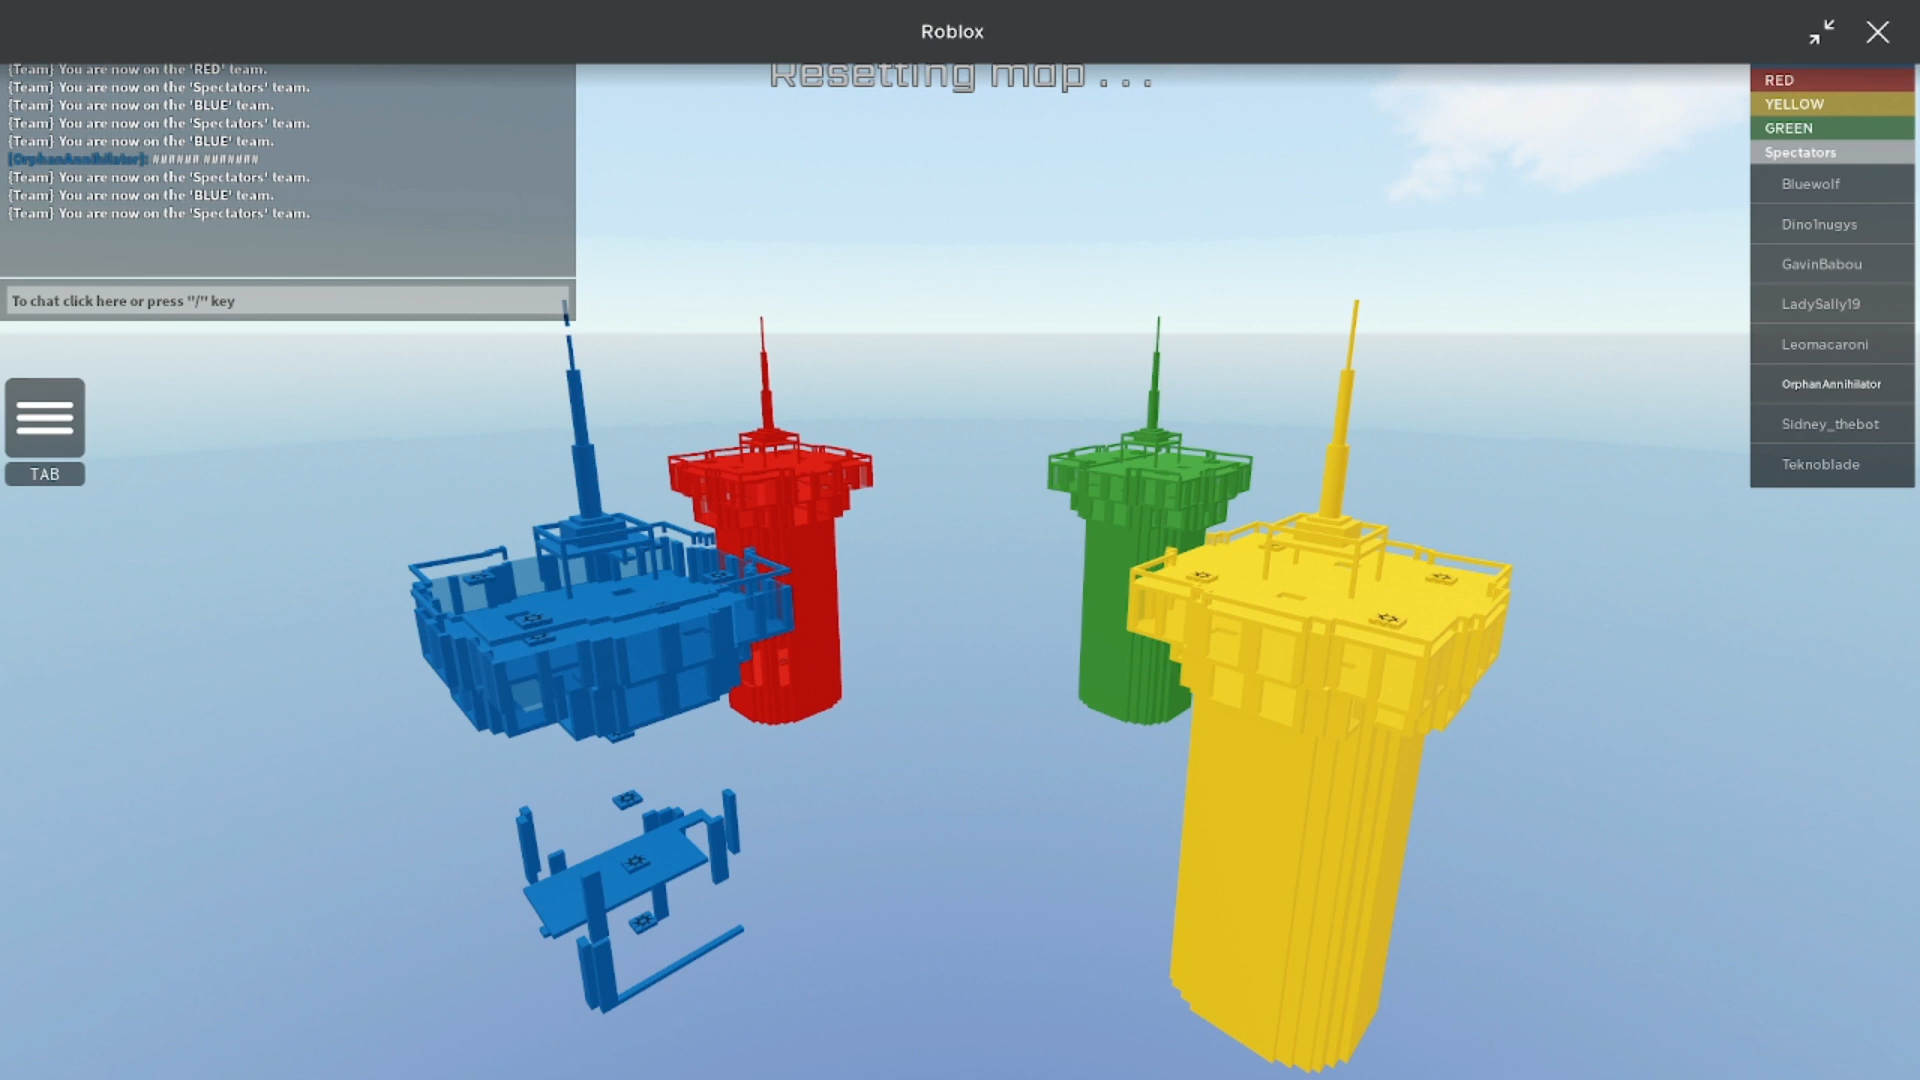 Roblox
{Team} You are now on the 'RED' team.
{Team} You are now on the 'Spectators' team.
{Team} You are now on the 'BLUE' team.
{Team} You are now on the 'Spectators' team.
{Team} You are now on the 'BLUE' team.
[OrphanAnnihilator]: ###### #######
{Team} You are now on the 'Spectators' team.
{Team} You are now on the 'BLUE' team.
{Team} You are now on the 'Spectators' team.
To chat click here or press "/" key
TAB
Resetting map . . .
RED
YELLOW
GREEN
Spectators
Bluewolf
Dino1nugys
GavinBabou
LadySally19
Leomacaroni
OrphanAnnihilator
Sidney_thebot
Teknoblade